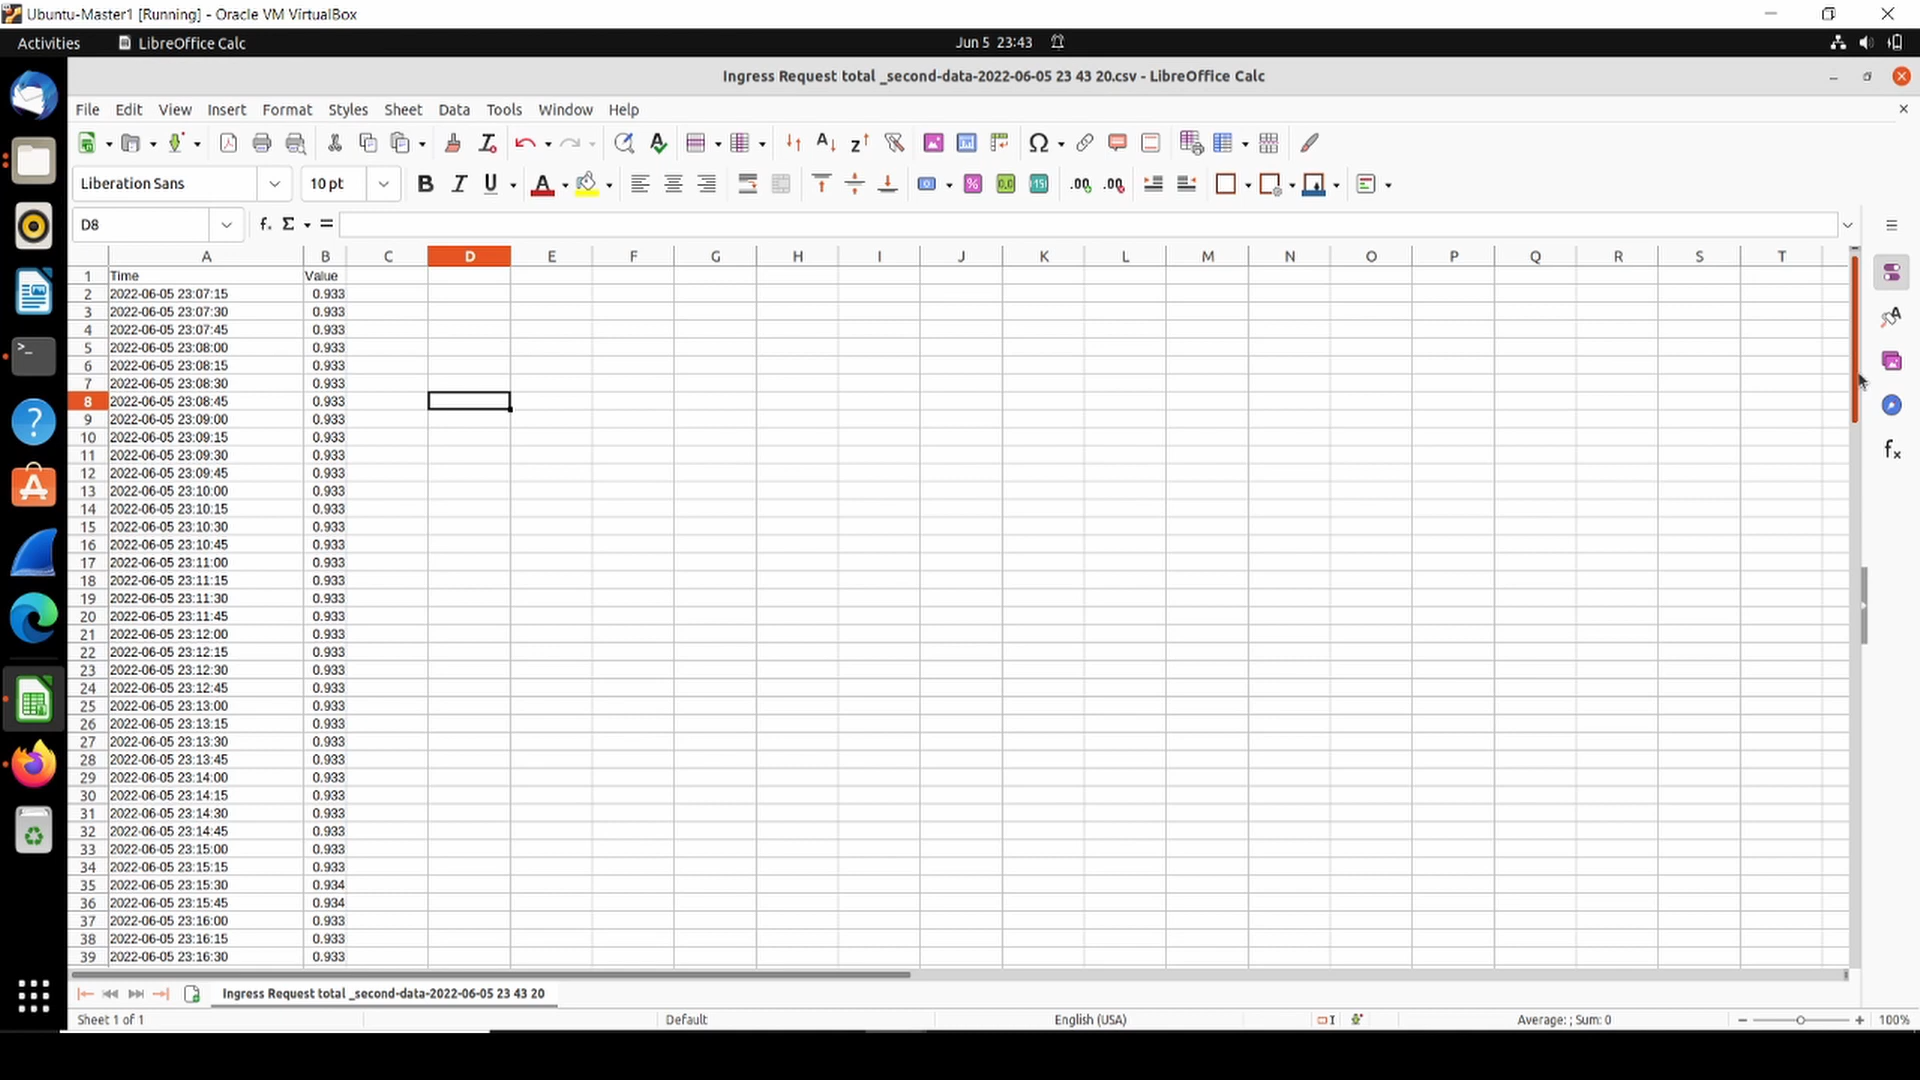 Ubuntu-Master1 [Running] - Oracle VM VirtualBox
Activities LibreOffice Calc Jun 5 23:43
Ingress Request total _second-data-2022-06-05 23 43 20.csv - LibreOffice Calc
File Edit View Insert Format Styles Sheet Data Tools Window Help
Liberation Sans 10 pt
D8
A B C D E F G H I J K L M N O P Q R S T
1 Time Value
2 2022-06-05 23:07:15 0.933
3 2022-06-05 23:07:30 0.933
4 2022-06-05 23:07:45 0.933
5 2022-06-05 23:08:00 0.933
6 2022-06-05 23:08:15 0.933
7 2022-06-05 23:08:30 0.933
8 2022-06-05 23:08:45 0.933
9 2022-06-05 23:09:00 0.933
10 2022-06-05 23:09:15 0.933
11 2022-06-05 23:09:30 0.933
12 2022-06-05 23:09:45 0.933
13 2022-06-05 23:10:00 0.933
14 2022-06-05 23:10:15 0.933
15 2022-06-05 23:10:30 0.933
16 2022-06-05 23:10:45 0.933
17 2022-06-05 23:11:00 0.933
18 2022-06-05 23:11:15 0.933
19 2022-06-05 23:11:30 0.933
20 2022-06-05 23:11:45 0.933
21 2022-06-05 23:12:00 0.933
22 2022-06-05 23:12:15 0.933
23 2022-06-05 23:12:30 0.933
24 2022-06-05 23:12:45 0.933
25 2022-06-05 23:13:00 0.933
26 2022-06-05 23:13:15 0.933
27 2022-06-05 23:13:30 0.933
28 2022-06-05 23:13:45 0.933
29 2022-06-05 23:14:00 0.933
30 2022-06-05 23:14:15 0.933
31 2022-06-05 23:14:30 0.933
32 2022-06-05 23:14:45 0.933
33 2022-06-05 23:15:00 0.933
34 2022-06-05 23:15:15 0.933
35 2022-06-05 23:15:30 0.934
36 2022-06-05 23:15:45 0.934
37 2022-06-05 23:16:00 0.933
38 2022-06-05 23:16:15 0.933
39 2022-06-05 23:16:30 0.933
Ingress Request total _second-data-2022-06-05 23 43 20
Sheet 1 of 1 Default English (USA) Average: ; Sum: 0 100%